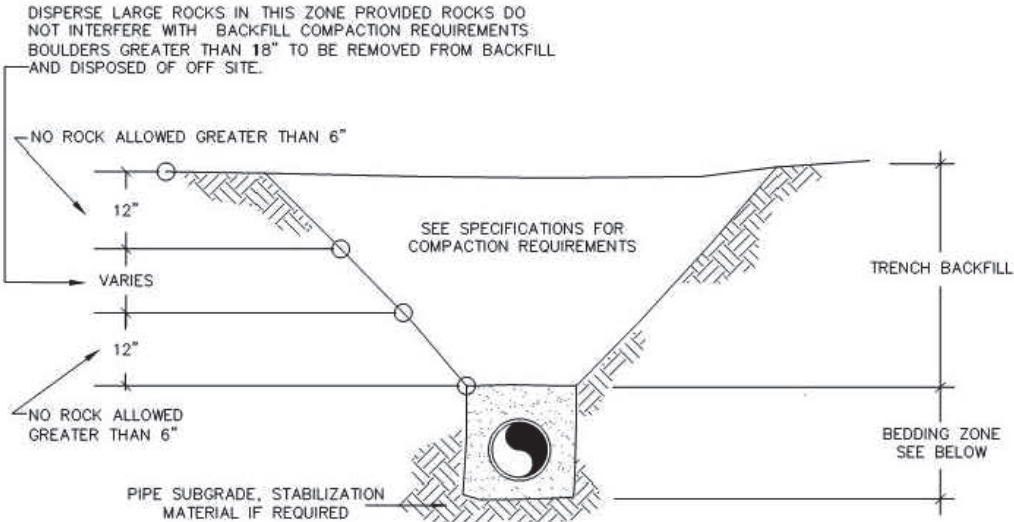 DISPERSE LARGE ROCKS IN THIS ZONE PROVIDED ROCKS DO
NOT INTERFERE WITH BACKFILL COMPACTION REQUIREMENTS
BOULDERS GREATER THAN 18" TO BE REMOVED FROM BACKFILL
AND DISPOSED OF OFF SITE.
NO ROCK ALLOWED GREATER THAN 6"
12"
SEE SPECIFICATIONS FOR
COMPACTION REQUIREMENTS
VARIES
TRENCH BACKFILL
12"
NO ROCK ALLOWED
GREATER THAN 6"
BEDDING ZONE
SEE BELOW
PIPE SUBGRADE, STABILIZATION
MATERIAL IF REQUIRED